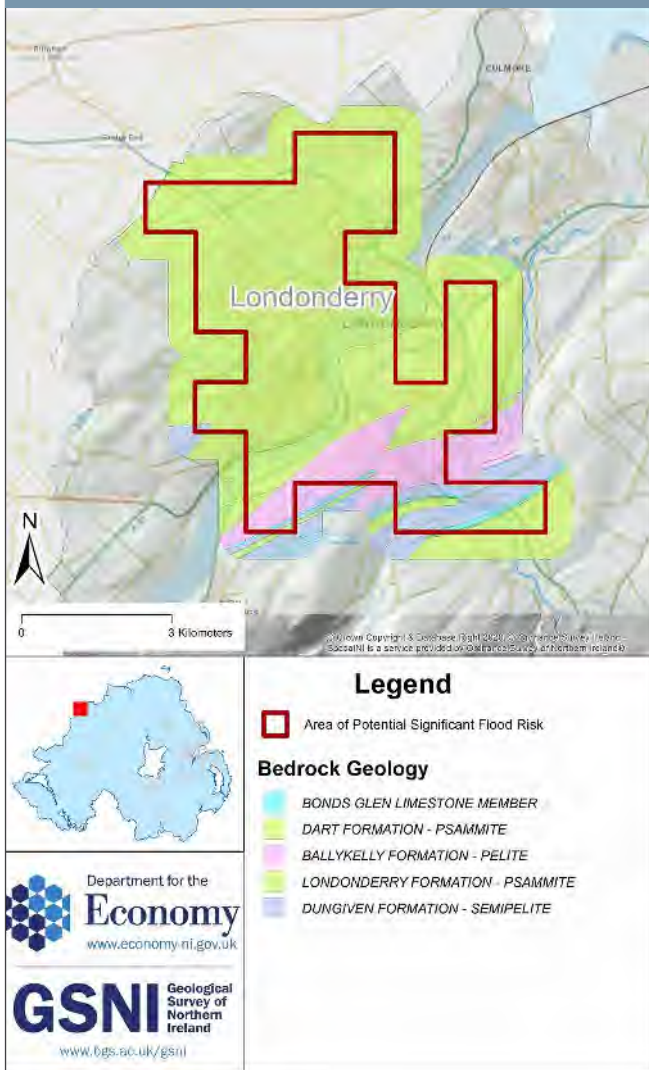 CULMORE
Londonderry
N
0
3 Kilometers
Legend
Area of Potential Significant Flood Risk
Bedrock Geology
BONDS GLEN LIMESTONE MEMBER
DART FORMATION - PSAMMITE
BALLYKELLY FORMATION - PELITE
LONDONDERRY FORMATION - PSAMMITE
DUNGIVEN FORMATION - SEMIPELITE
Department for the
Economy
www.economy-ni.gov.uk
GSNI
Geological
Survey of
Northern
Ireland
www.bgs.ac.uk/gsni